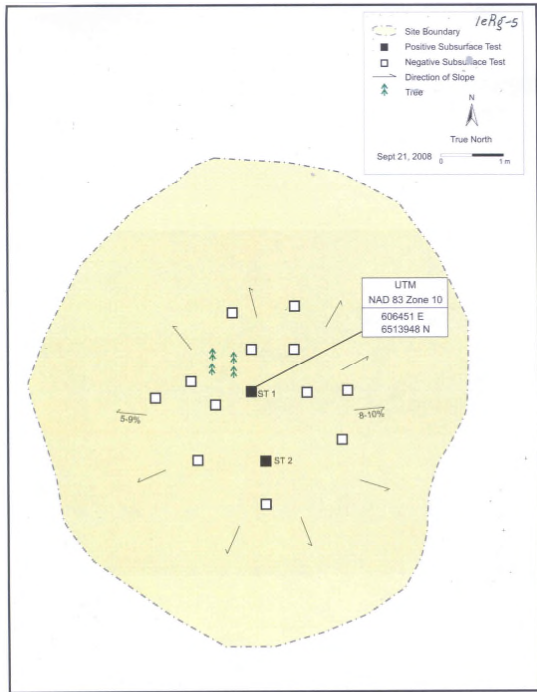 IeRg-5
Site Boundary
Positive Subsurface Test
Negative Subsurface Test
Direction of Slope
Tree
N
True North
Sept 21, 2008
0 1 m
UTM
NAD 83 Zone 10
606451 E
6513948 N
ST 1
5-9%
8-10%
ST 2